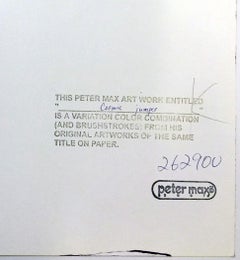 THIS PETER MAX ART WORK ENTITLED
" Cosmic jumper
IS A VARIATION COLOR COMBINATION
(AND BRUSHSTROKES) FROM HIS
ORIGINAL ARTWORKS OF THE SAME
TITLE ON PAPER.
262900
peter max®